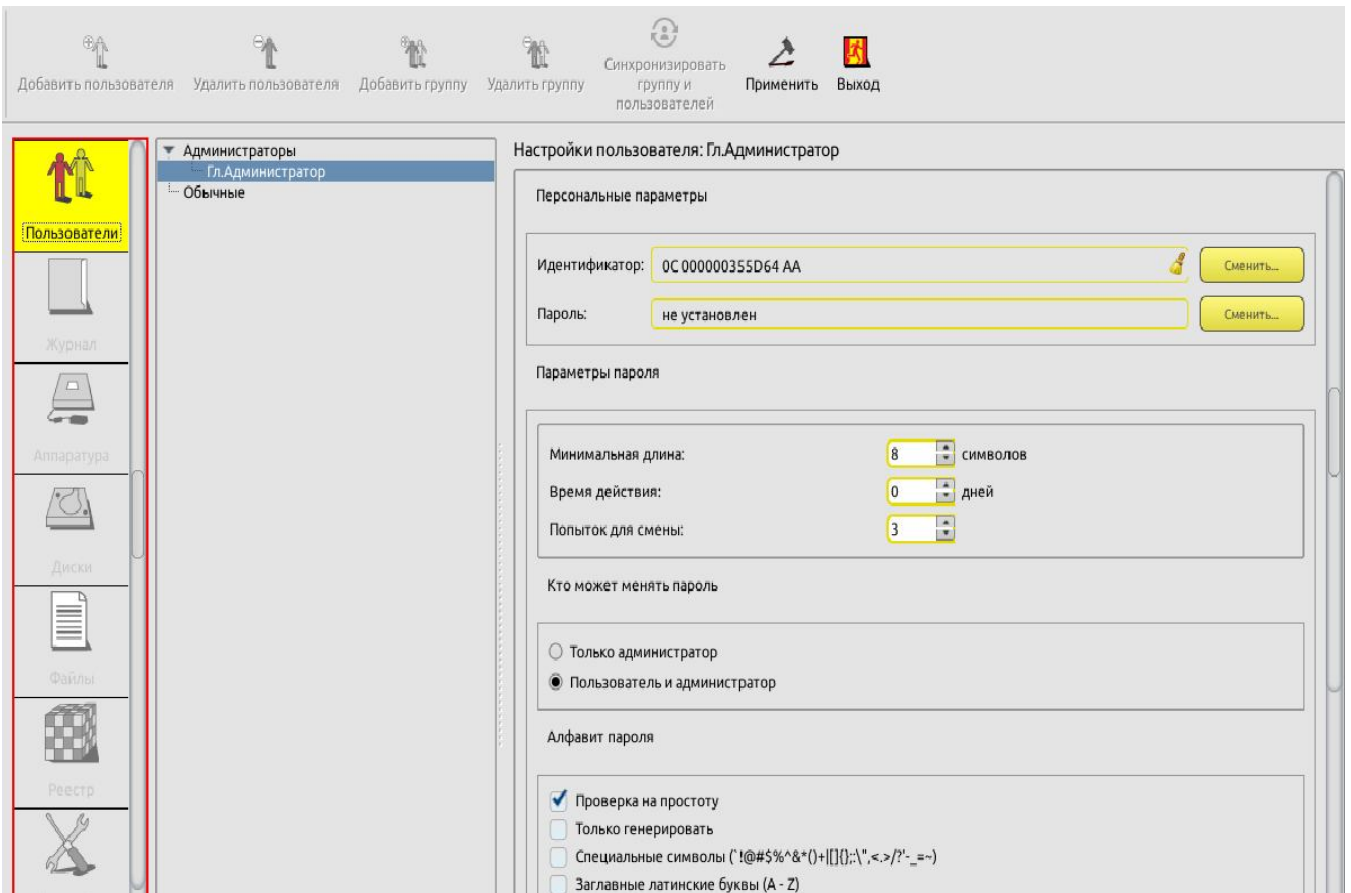 Добавить пользователя
Удалить пользователя
Добавить группу
Удалить группу
Синхронизировать
группу и
пользователей
Применить
Выход
Пользователи
Журнал
Аппаратура
Диски
Файлы
Реестр
Администраторы
Гл.Администратор
Обычные
Настройки пользователя: Гл.Администратор
Персональные параметры
Идентификатор: 0C 000000355D64 AA Сменить...
Пароль: не установлен Сменить...
Параметры пароля
Минимальная длина: 8 символов
Время действия: 0 дней
Попыток для смены: 3
Кто может менять пароль
Только администратор
Пользователь и администратор
Алфавит пароля
Проверка на простоту
Только генерировать
Специальные символы (`!@#$%^&*()+|[]{};:\",<.>/?'-_=~)
Заглавные латинские буквы (A - Z)